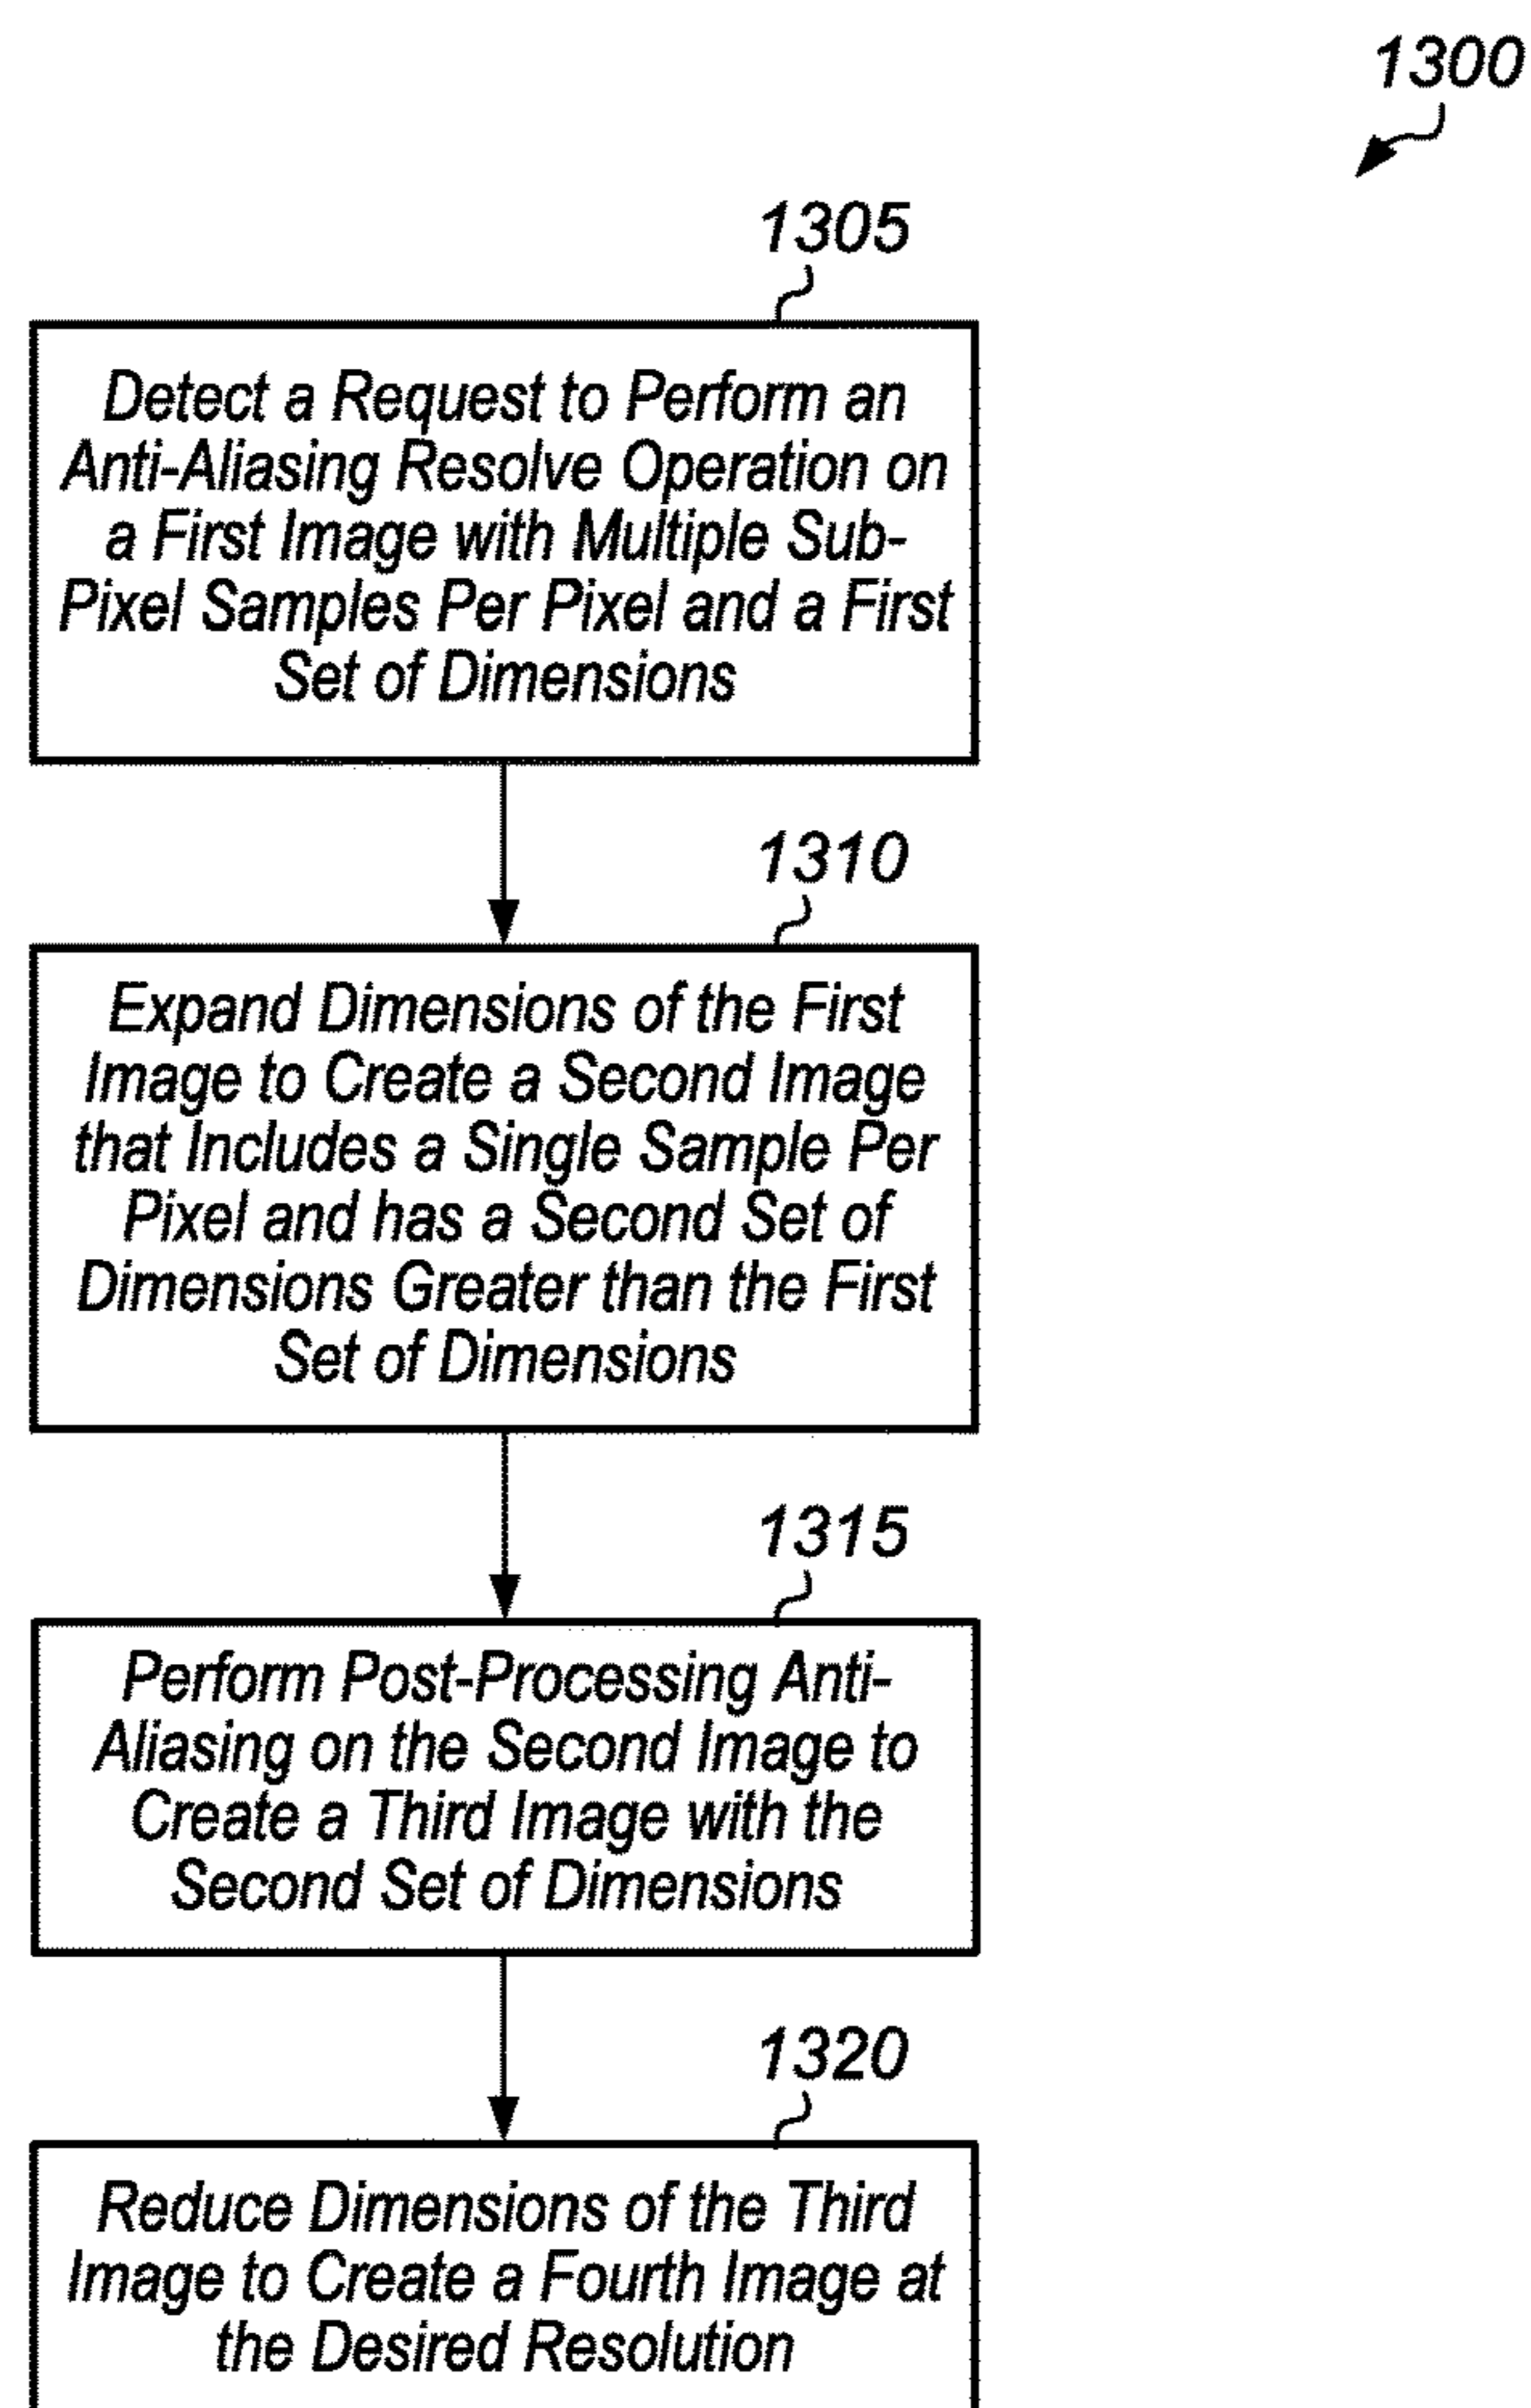 1300
1305
Detect a Request to Perform an
Anti-Aliasing Resolve Operation on
a First Image with Multiple Sub-
Pixel Samples Per Pixel and a First
Set of Dimensions
1310
Expand Dimensions of the First
Image to Create a Second Image
that Includes a Single Sample Per
Pixel and has a Second Set of
Dimensions Greater than the First
Set of Dimensions
1315
Perform Post-Processing Anti-
Aliasing on the Second Image to
Create a Third Image with the
Second Set of Dimensions
1320
Reduce Dimensions of the Third
Image to Create a Fourth Image at
the Desired Resolution